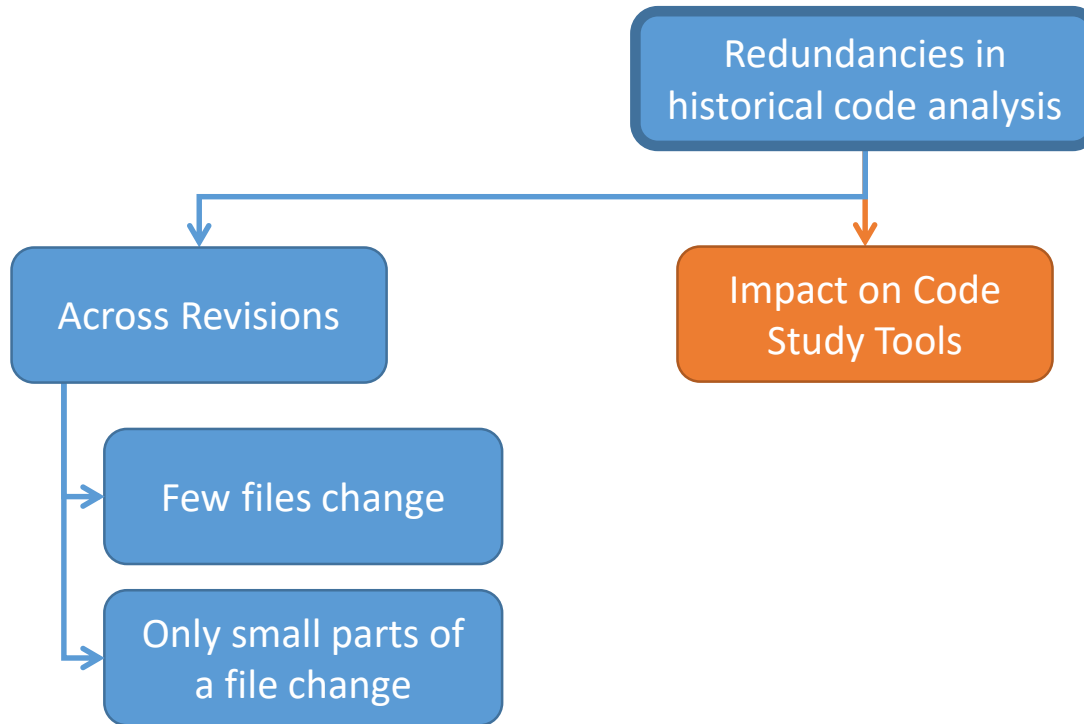 Redundancies in
historical code analysis
Across Revisions
Impact on Code
Study Tools
Few files change
Only small parts of
a file change